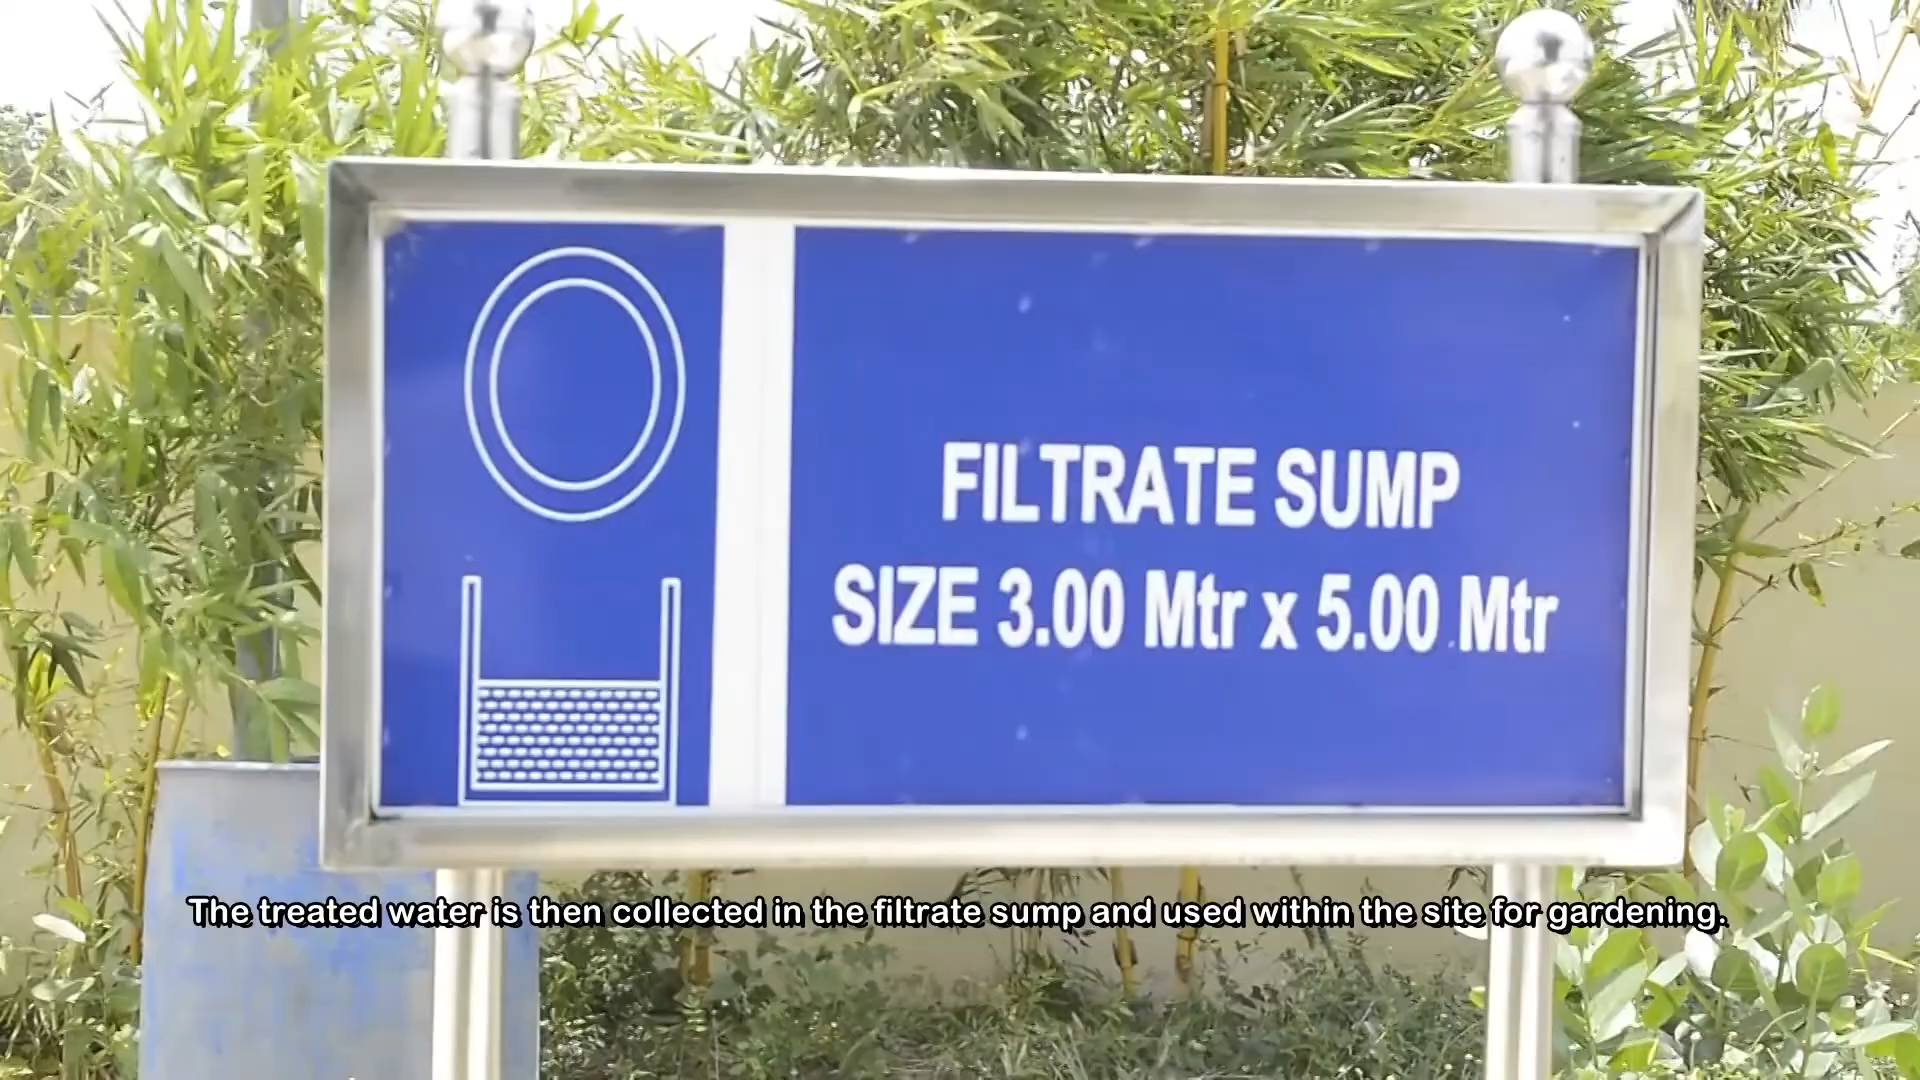 FILTRATE SUMP
SIZE 3.00 Mtr x 5.00 Mtr
The treated water is then collected in the filtrate sump and used within the site for gardening.